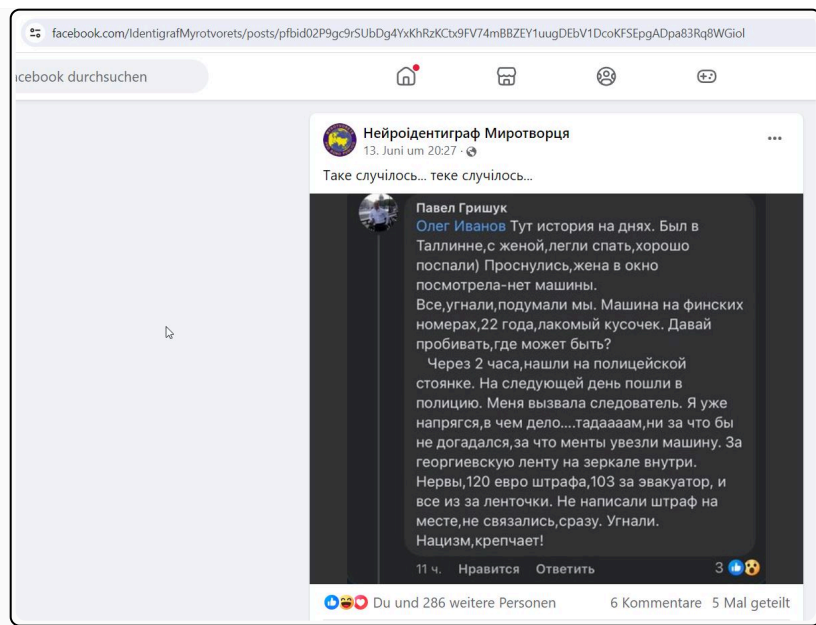 facebook.com/IdentigrafMyrotvorets/posts/pfbid02P9gc9rSUbDg4YxKhRzKCtx9FV74mBBZEY1uugDEbV1DcoKFSEpgADpa83Rq8WGiol
acebook durchsuchen
Нейроідентиграф Миротворця
13. Juni um 20:27
Таке случілось... теке случілось...
Павел Гришук
Олег Иванов Тут история на днях. Был в
Таллинне,с женой,легли спать,хорошо
поспали) Проснулись,жена в окно
посмотрела-нет машины.
Все,угнали,подумали мы. Машина на финских
номерах,22 года,лакомый кусочек. Давай
пробивать,где может быть?
Через 2 часа,нашли на полицейской
стоянке. На следующей день пошли в
полицию. Меня вызвала следователь. Я уже
напрягся,в чем дело....тадаааам,ни за что бы
не догадался,за что менты увезли машину. За
георгиевскую ленту на зеркале внутри.
Нервы,120 евро штрафа,103 за эвакуатор, и
все из за ленточки. Не написали штраф на
месте,не связались,сразу. Угнали.
Нацизм,крепчает!
11 ч. Нравится Ответить 3
Du und 286 weitere Personen 6 Kommentare 5 Mal geteilt